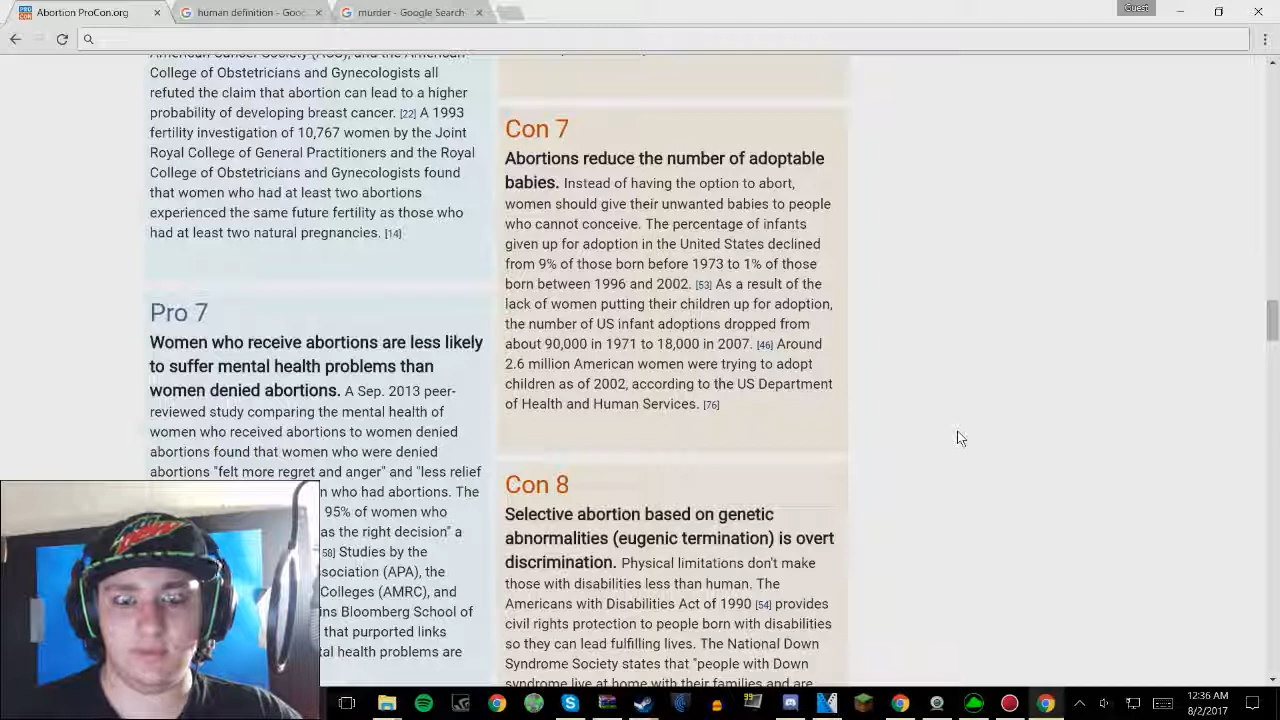 Abortion ProCon.org
human definition - Goo
murder - Google Search
Guest
American Cancer Society (ACS), and the American
College of Obstetricians and Gynecologists all
refuted the claim that abortion can lead to a higher
probability of developing breast cancer. [22] A 1993
fertility investigation of 10,767 women by the Joint
Royal College of General Practitioners and the Royal
College of Obstetricians and Gynecologists found
that women who had at least two abortions
experienced the same future fertility as those who
had at least two natural pregnancies. [14]
Pro 7
Women who receive abortions are less likely
to suffer mental health problems than
women denied abortions. A Sep. 2013 peer-
reviewed study comparing the mental health of
women who received abortions to women denied
abortions found that women who were denied
abortions "felt more regret and anger" and "less relief
n who had abortions. The
95% of women who
as the right decision" a
58] Studies by the
sociation (APA), the
Colleges (AMRC), and
ins Bloomberg School of
that purported links
tal health problems are
Con 7
Abortions reduce the number of adoptable
babies. Instead of having the option to abort,
women should give their unwanted babies to people
who cannot conceive. The percentage of infants
given up for adoption in the United States declined
from 9% of those born before 1973 to 1% of those
born between 1996 and 2002. [53] As a result of the
lack of women putting their children up for adoption,
the number of US infant adoptions dropped from
about 90,000 in 1971 to 18,000 in 2007. [46] Around
2.6 million American women were trying to adopt
children as of 2002, according to the US Department
of Health and Human Services. [76]
Con 8
Selective abortion based on genetic
abnormalities (eugenic termination) is overt
discrimination. Physical limitations don't make
those with disabilities less than human. The
Americans with Disabilities Act of 1990 [54] provides
civil rights protection to people born with disabilities
so they can lead fulfilling lives. The National Down
Syndrome Society states that "people with Down
syndrome live at home with their families and are
12:36 AM
8/2/2017